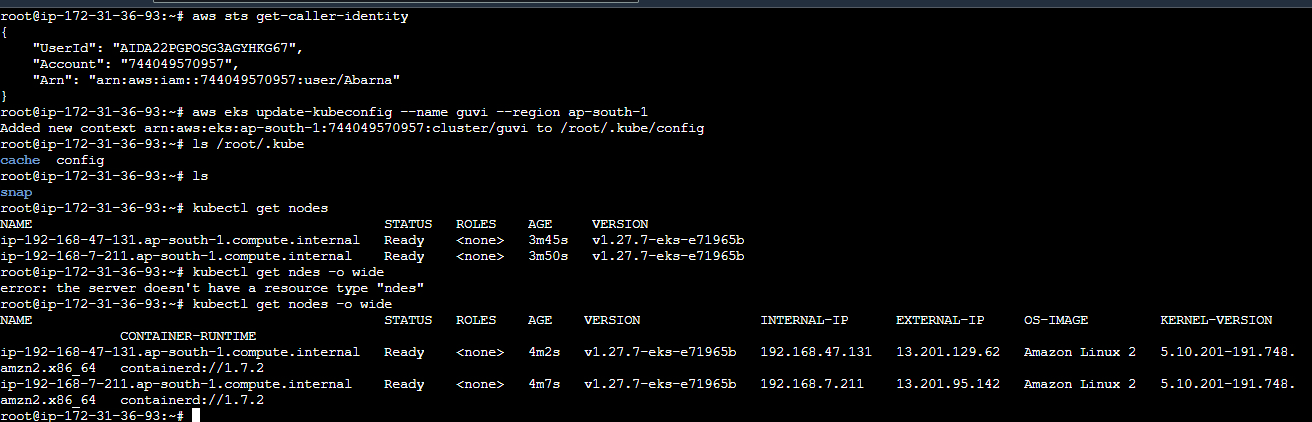 root@ip-172-31-36-93:~# aws sts get-caller-identity
{
    "UserId": "AIDA22PGPOSG3AGYHKG67",
    "Account": "744049570957",
    "Arn": "arn:aws:iam::744049570957:user/Abarna"
}
root@ip-172-31-36-93:~# aws eks update-kubeconfig --name guvi --region ap-south-1
Added new context arn:aws:eks:ap-south-1:744049570957:cluster/guvi to /root/.kube/config
root@ip-172-31-36-93:~# ls /root/.kube
cache  config
root@ip-172-31-36-93:~# ls
snap
root@ip-172-31-36-93:~# kubectl get nodes
NAME                                            STATUS   ROLES    AGE     VERSION
ip-192-168-47-131.ap-south-1.compute.internal   Ready    <none>   3m45s   v1.27.7-eks-e71965b
ip-192-168-7-211.ap-south-1.compute.internal    Ready    <none>   3m50s   v1.27.7-eks-e71965b
root@ip-172-31-36-93:~# kubectl get ndes -o wide
error: the server doesn't have a resource type "ndes"
root@ip-172-31-36-93:~# kubectl get nodes -o wide
NAME                                            STATUS   ROLES    AGE    VERSION               INTERNAL-IP      EXTERNAL-IP     OS-IMAGE         KERNEL-VERSION
               CONTAINER-RUNTIME
ip-192-168-47-131.ap-south-1.compute.internal   Ready    <none>   4m2s   v1.27.7-eks-e71965b   192.168.47.131   13.201.129.62   Amazon Linux 2   5.10.201-191.748.
amzn2.x86_64   containerd://1.7.2
ip-192-168-7-211.ap-south-1.compute.internal    Ready    <none>   4m7s   v1.27.7-eks-e71965b   192.168.7.211    13.201.95.142   Amazon Linux 2   5.10.201-191.748.
amzn2.x86_64   containerd://1.7.2
root@ip-172-31-36-93:~#